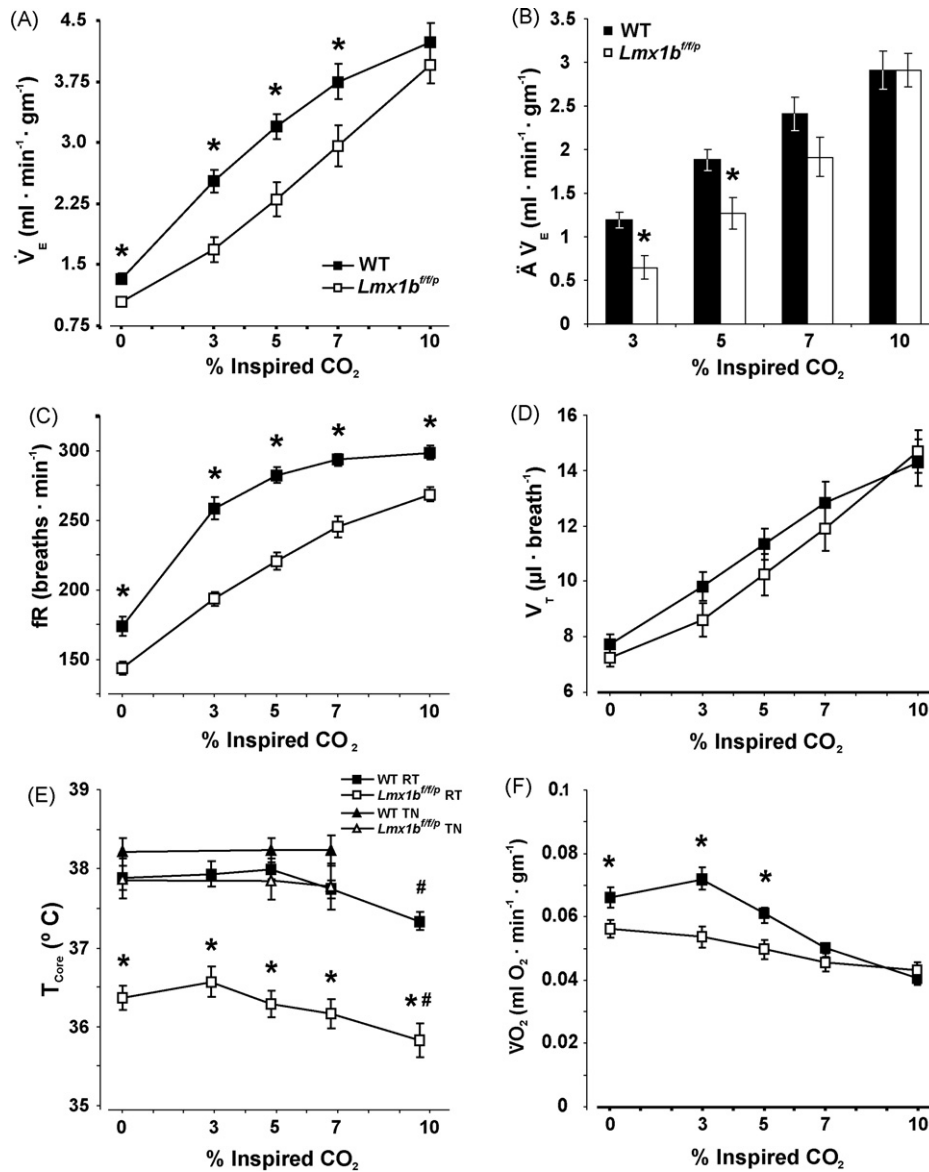 (A)
4.5
3.75
3.0
2.25
1.5
0.75
V̇E (ml · min⁻¹ · gm⁻¹)
* * * *
WT
Lmx1b^f/f/p
0 3 5 7 10
% Inspired CO₂
(B)
WT
Lmx1b^f/f/p
3.5
3
2.5
2
1.5
1
0.5
0
Ä V̇E (ml · min⁻¹ · gm⁻¹)
* *
3 5 7 10
% Inspired CO₂
(C)
300
250
200
150
fR (breaths · min⁻¹)
* * * * *
0 3 5 7 10
% Inspired CO₂
(D)
16
14
12
10
8
6
VT (µl · breath⁻¹)
0 3 5 7 10
% Inspired CO₂
(E)
WT RT
Lmx1b^f/f/p RT
WT TN
Lmx1b^f/f/p TN
39
38
37
36
35
TCore (º C)
#
* * * * *#
0 3 5 7 10
% Inspired CO₂
(F)
0.1
0.08
0.06
0.04
0.02
0
V̇O₂ (ml O₂ · min⁻¹ · gm⁻¹)
* * *
0 3 5 7 10
% Inspired CO₂